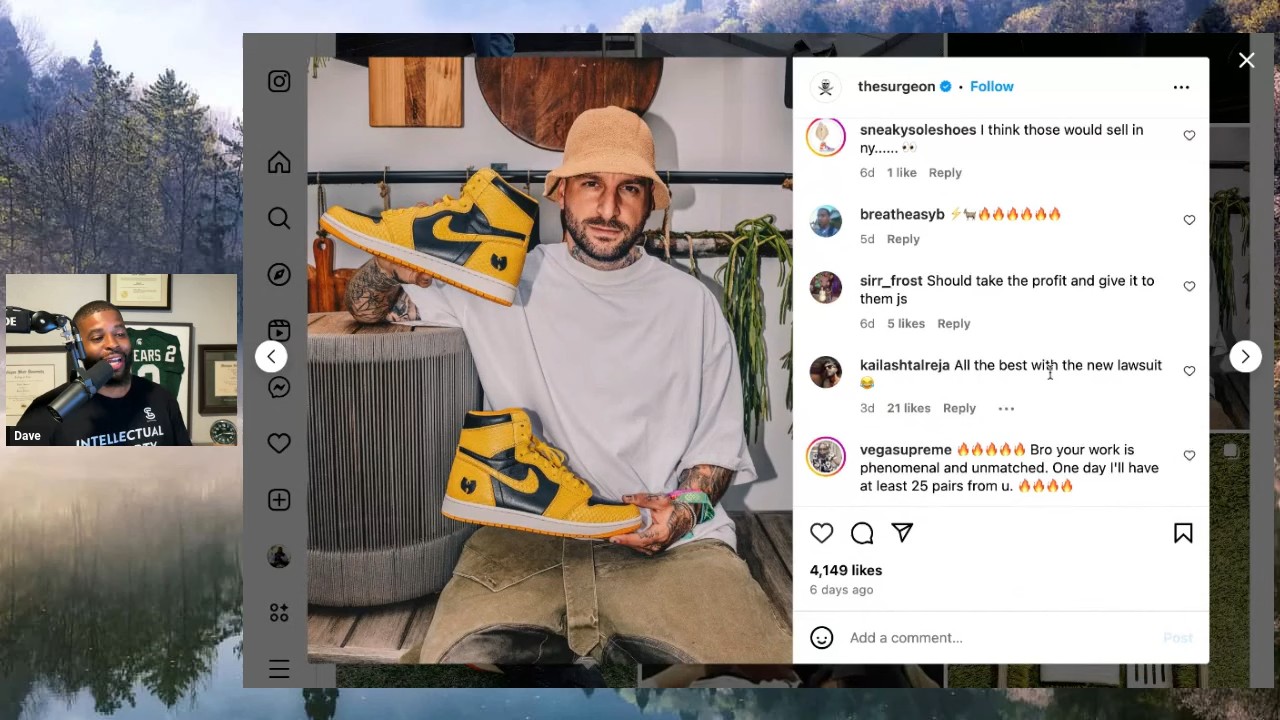 thesurgeon • Follow
sneakysoleshoes I think those would sell in
ny...... 👀
6d 1 like Reply
breatheasyb ⚡🐐🔥🔥🔥🔥🔥🔥
5d Reply
sirr_frost Should take the profit and give it to
them js
6d 5 likes Reply
kailashtalreja All the best with the new lawsuit
😂
3d 21 likes Reply
vegasupreme 🔥🔥🔥🔥🔥 Bro your work is
phenomenal and unmatched. One day I'll have
at least 25 pairs from u. 🔥🔥🔥🔥
4,149 likes
6 days ago
Add a comment...
Post
DE
EARS 2
INTELLECTUAL
Dave